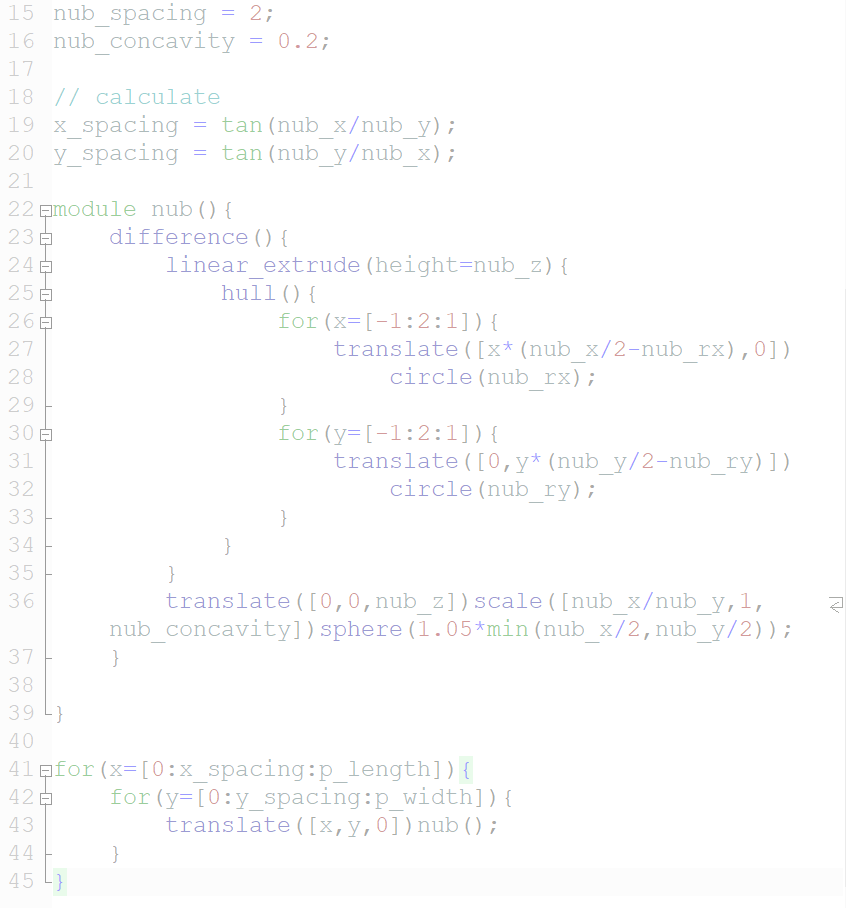 15 nub_spacing = 2;
16 nub_concavity = 0.2;
17
18 // calculate
19 x_spacing = tan(nub_x/nub_y);
20 y_spacing = tan(nub_y/nub_x);
21
22 module nub(){
23     difference(){
24         linear_extrude(height=nub_z){
25             hull(){
26                 for(x=[-1:2:1]){
27                     translate([x*(nub_x/2-nub_rx),0])
28                         circle(nub_rx);
29                 }
30                 for(y=[-1:2:1]){
31                     translate([0,y*(nub_y/2-nub_ry)])
32                         circle(nub_ry);
33                 }
34             }
35         }
36         translate([0,0,nub_z])scale([nub_x/nub_y,1,
    nub_concavity])sphere(1.05*min(nub_x/2,nub_y/2));
37     }
38
39 }
40
41 for(x=[0:x_spacing:p_length]){
42     for(y=[0:y_spacing:p_width]){
43         translate([x,y,0])nub();
44     }
45 }